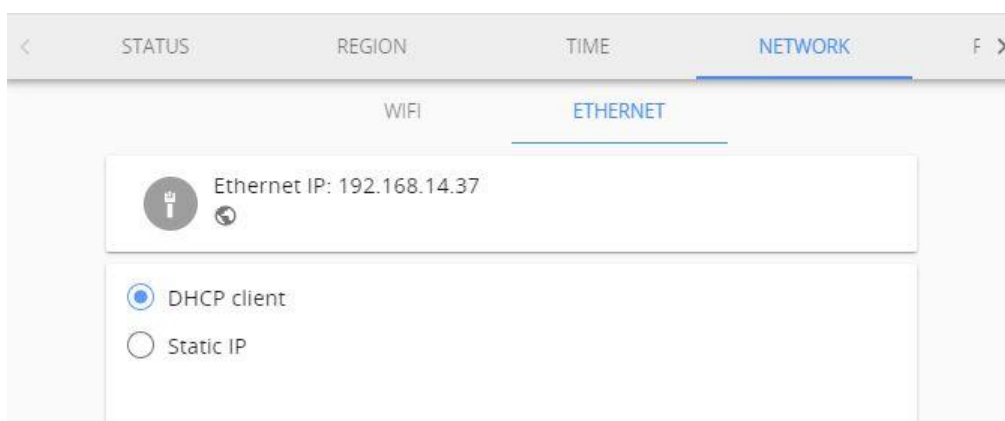 STATUS REGION TIME NETWORK F
WIFI ETHERNET
Ethernet IP: 192.168.14.37
DHCP client
Static IP